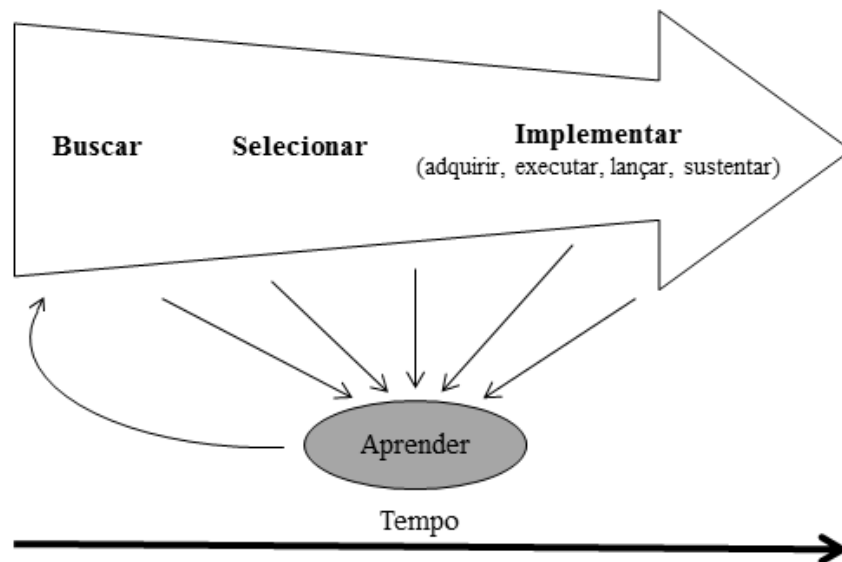 Buscar
Selecionar
Implementar
(adquirir, executar, lançar, sustentar)
Aprender
Tempo